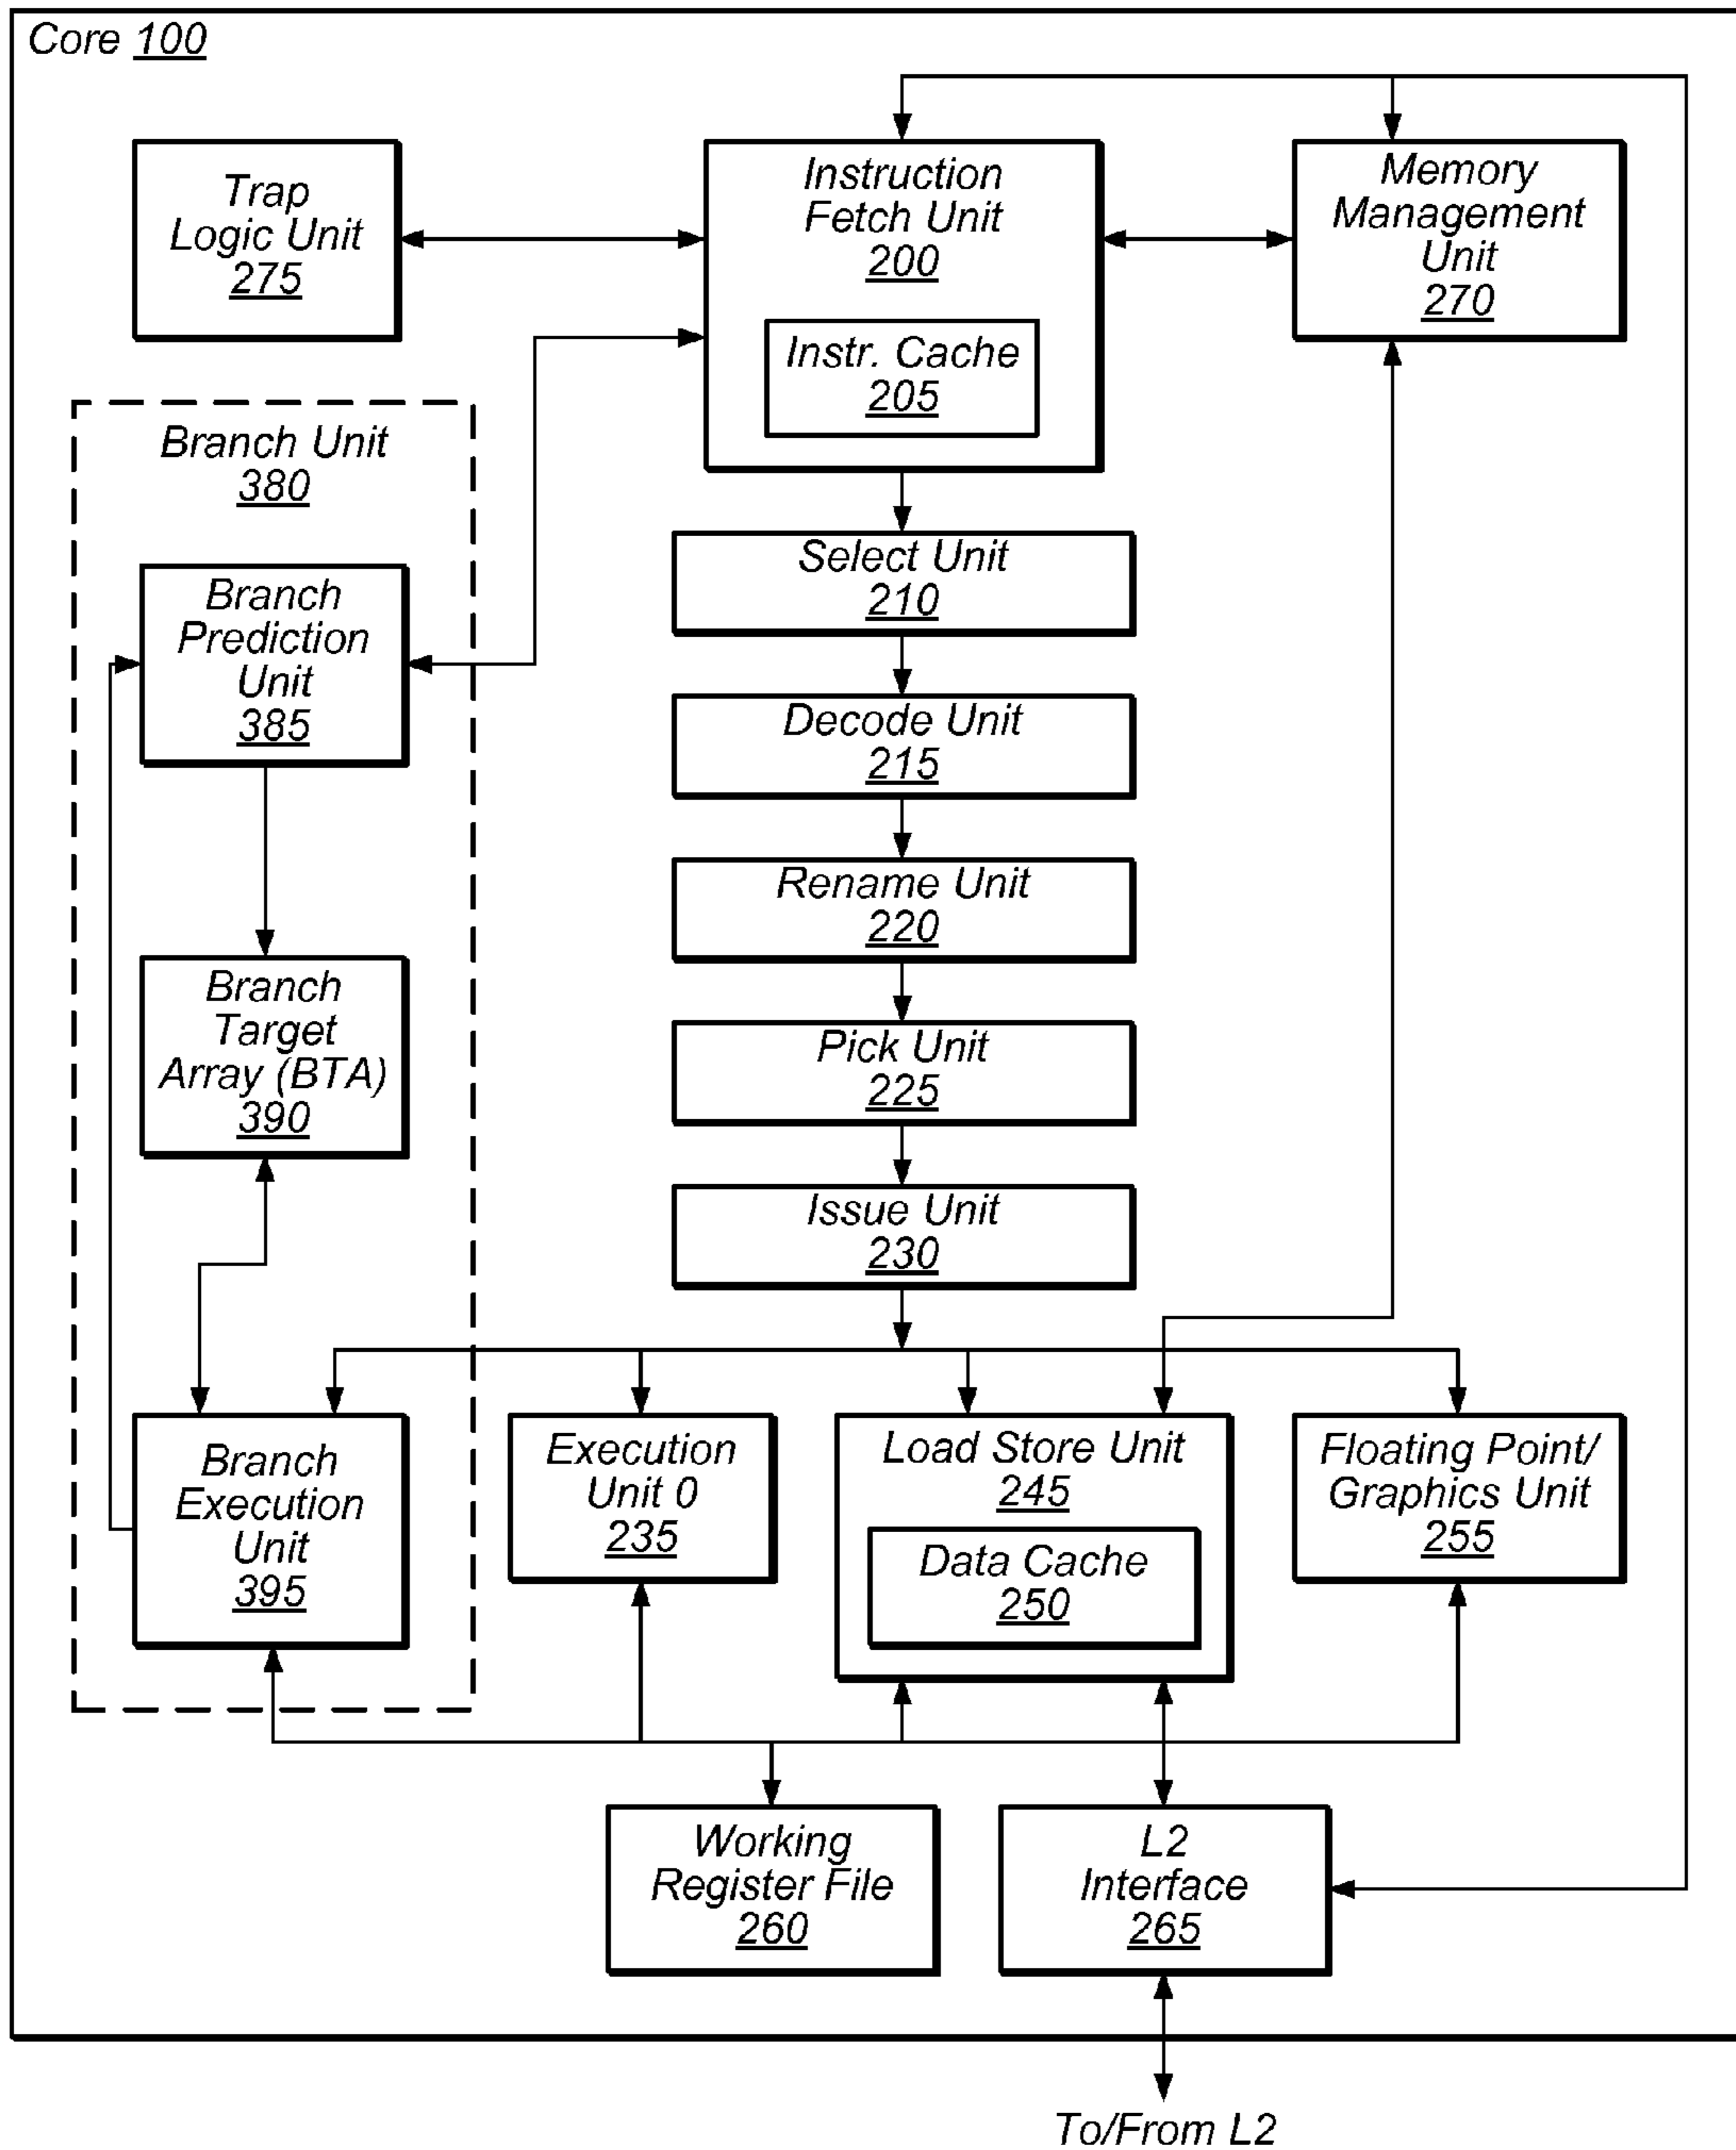 Core 100
Trap
Logic Unit
275
Instruction
Fetch Unit
200
Instr. Cache
205
Memory
Management
Unit
270
Branch Unit
380
Branch
Prediction
Unit
385
Branch
Target
Array (BTA)
390
Select Unit
210
Decode Unit
215
Rename Unit
220
Pick Unit
225
Issue Unit
230
Branch
Execution
Unit
395
Execution
Unit 0
235
Load Store Unit
245
Data Cache
250
Floating Point/
Graphics Unit
255
Working
Register File
260
L2
Interface
265
To/From L2